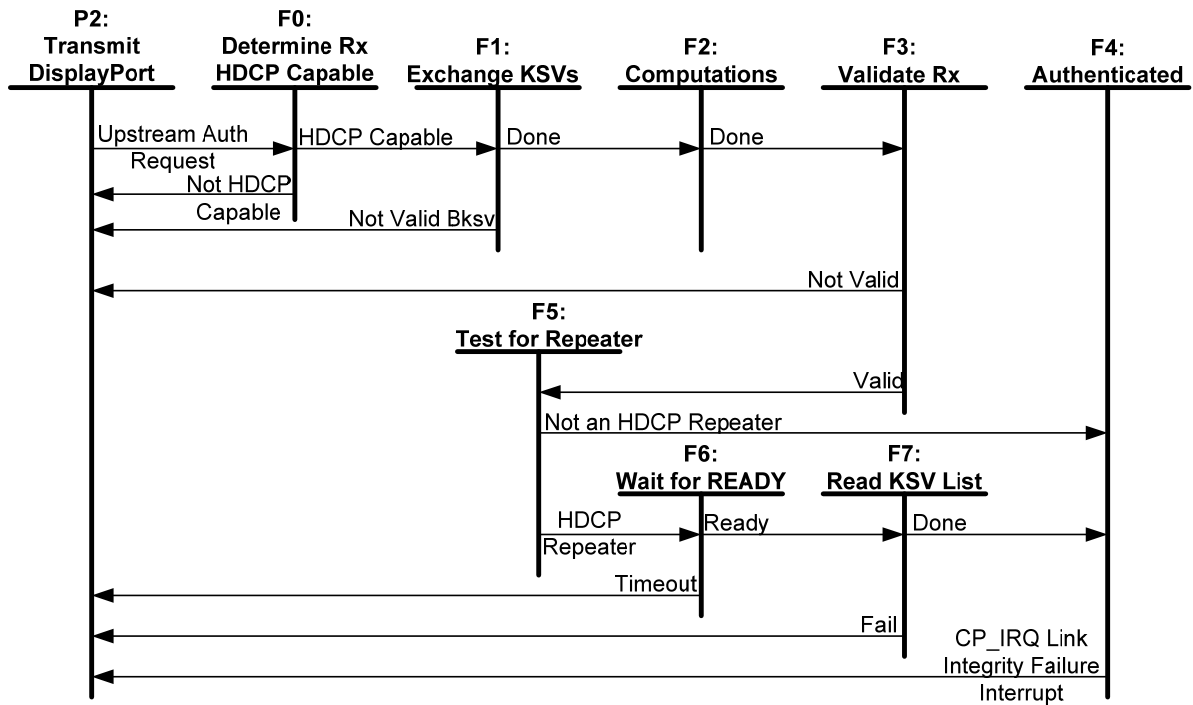 P2:
Transmit
DisplayPort
F0:
Determine Rx
HDCP Capable
F1:
Exchange KSVs
F2:
Computations
F3:
Validate Rx
F4:
Authenticated
Upstream Auth
Request
HDCP Capable
Done
Done
Not HDCP
Capable
Not Valid Bksv
Not Valid
F5:
Test for Repeater
Valid
Not an HDCP Repeater
F6:
Wait for READY
F7:
Read KSV List
HDCP
Repeater
Ready
Done
Timeout
Fail
CP_IRQ Link
Integrity Failure
Interrupt